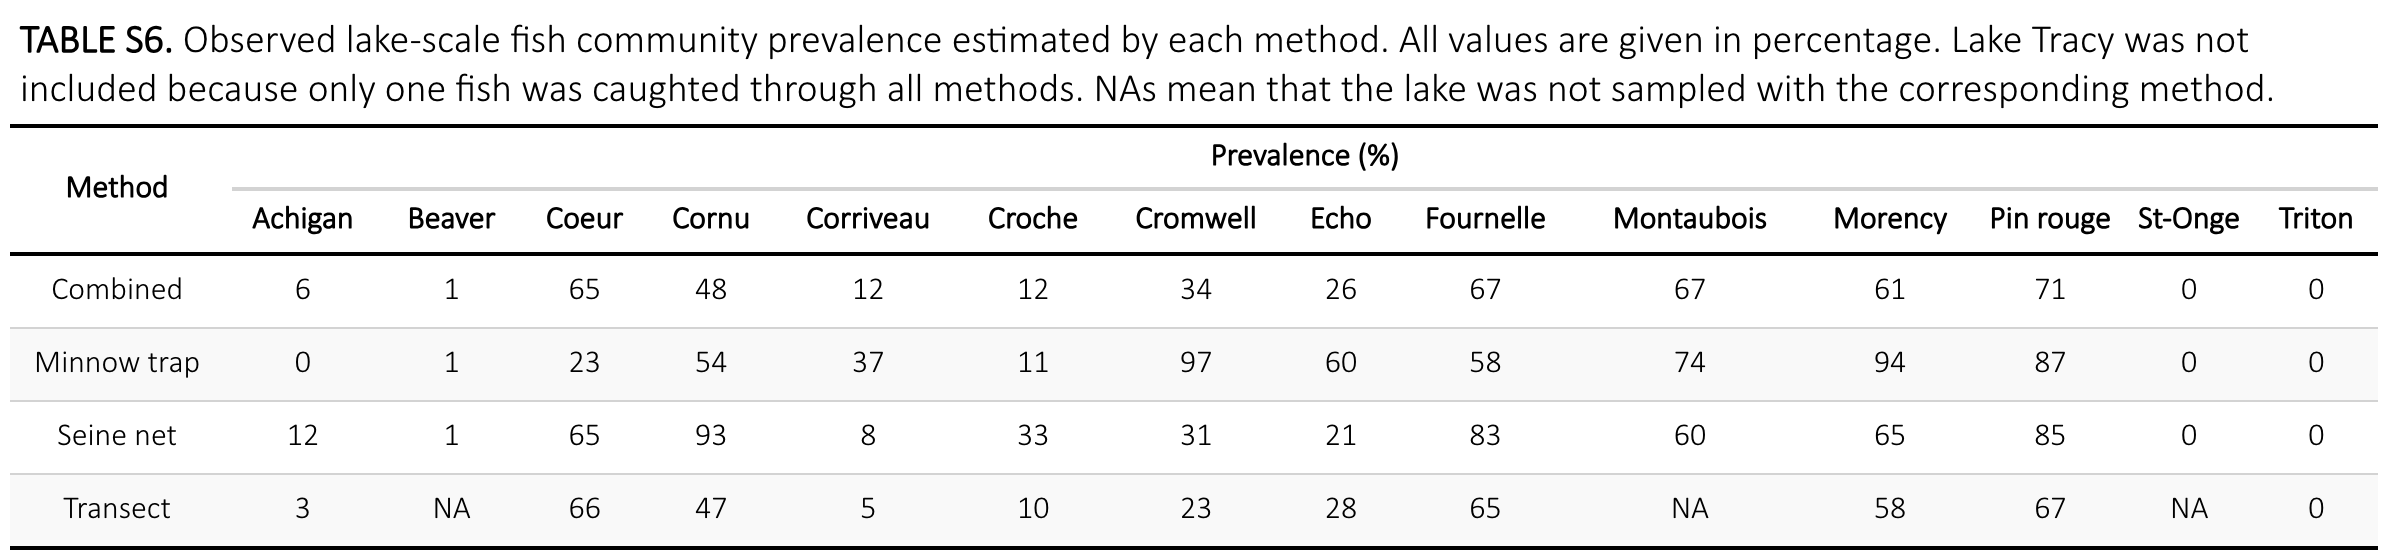 TABLE S6. Observed lake-scale fish community prevalence estimated by each method. All values are given in percentage. Lake Tracy was not
included because only one fish was caughted through all methods. NAs mean that the lake was not sampled with the corresponding method.
Prevalence (%)
Method
Achigan Beaver Coeur Cornu Corriveau Croche Cromwell Echo Fournelle Montaubois Morency Pin rouge St-Onge Triton
Combined 6 1 65 48 12 12 34 26 67 67 61 71 0 0
Minnow trap 0 1 23 54 37 11 97 60 58 74 94 87 0 0
Seine net 12 1 65 93 8 33 31 21 83 60 65 85 0 0
Transect 3 NA 66 47 5 10 23 28 65 NA 58 67 NA 0